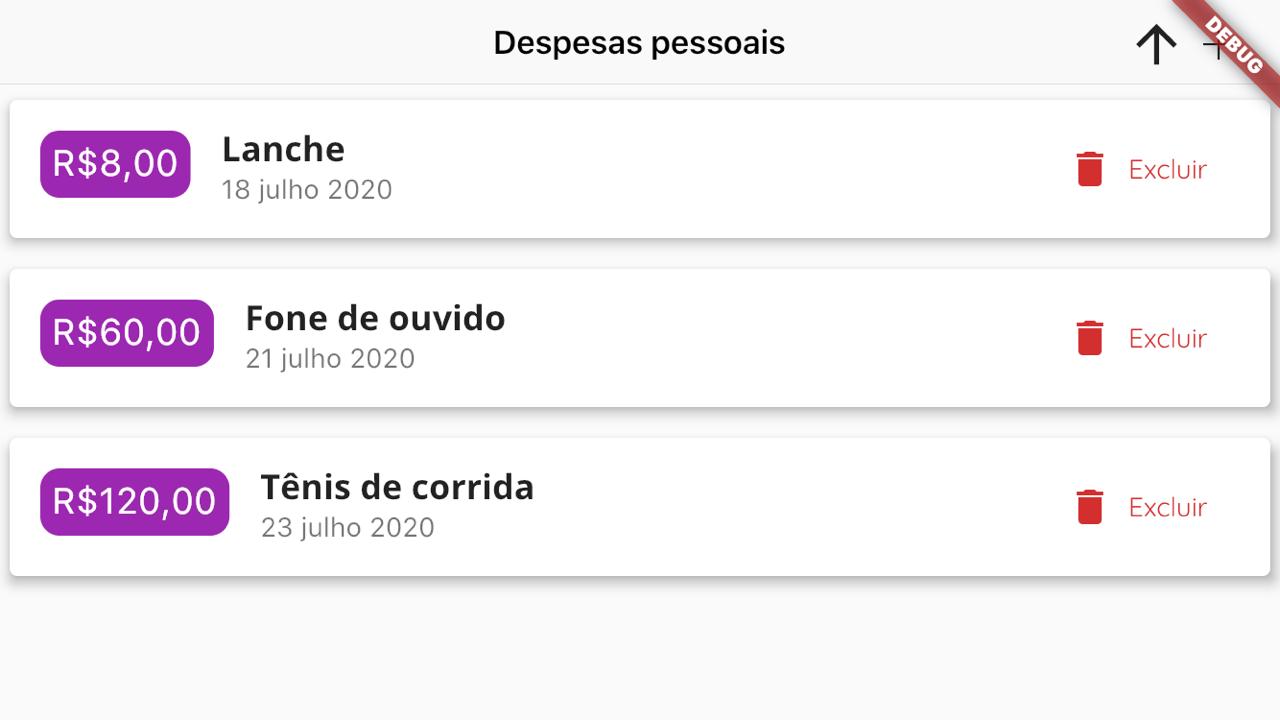 Despesas pessoais
DEBUG
R$8,00
Lanche
18 julho 2020
Excluir
R$60,00
Fone de ouvido
21 julho 2020
Excluir
R$120,00
Tênis de corrida
23 julho 2020
Excluir